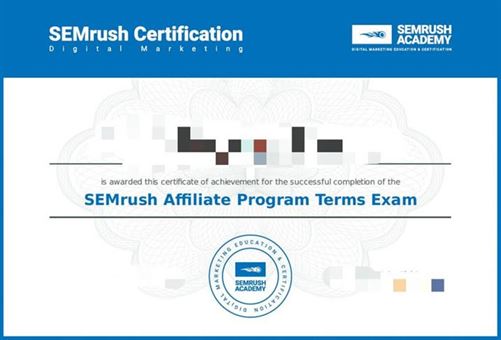 SEMrush Certification
Digital Marketing
SEMRUSH
ACADEMY
DIGITAL MARKETING EDUCATION & CERTIFICATION
is awarded this certificate of achievement for the successful completion of the
SEMrush Affiliate Program Terms Exam
DIGITAL MARKETING EDUCATION & CERTIFICATION
SEMRUSH
ACADEMY